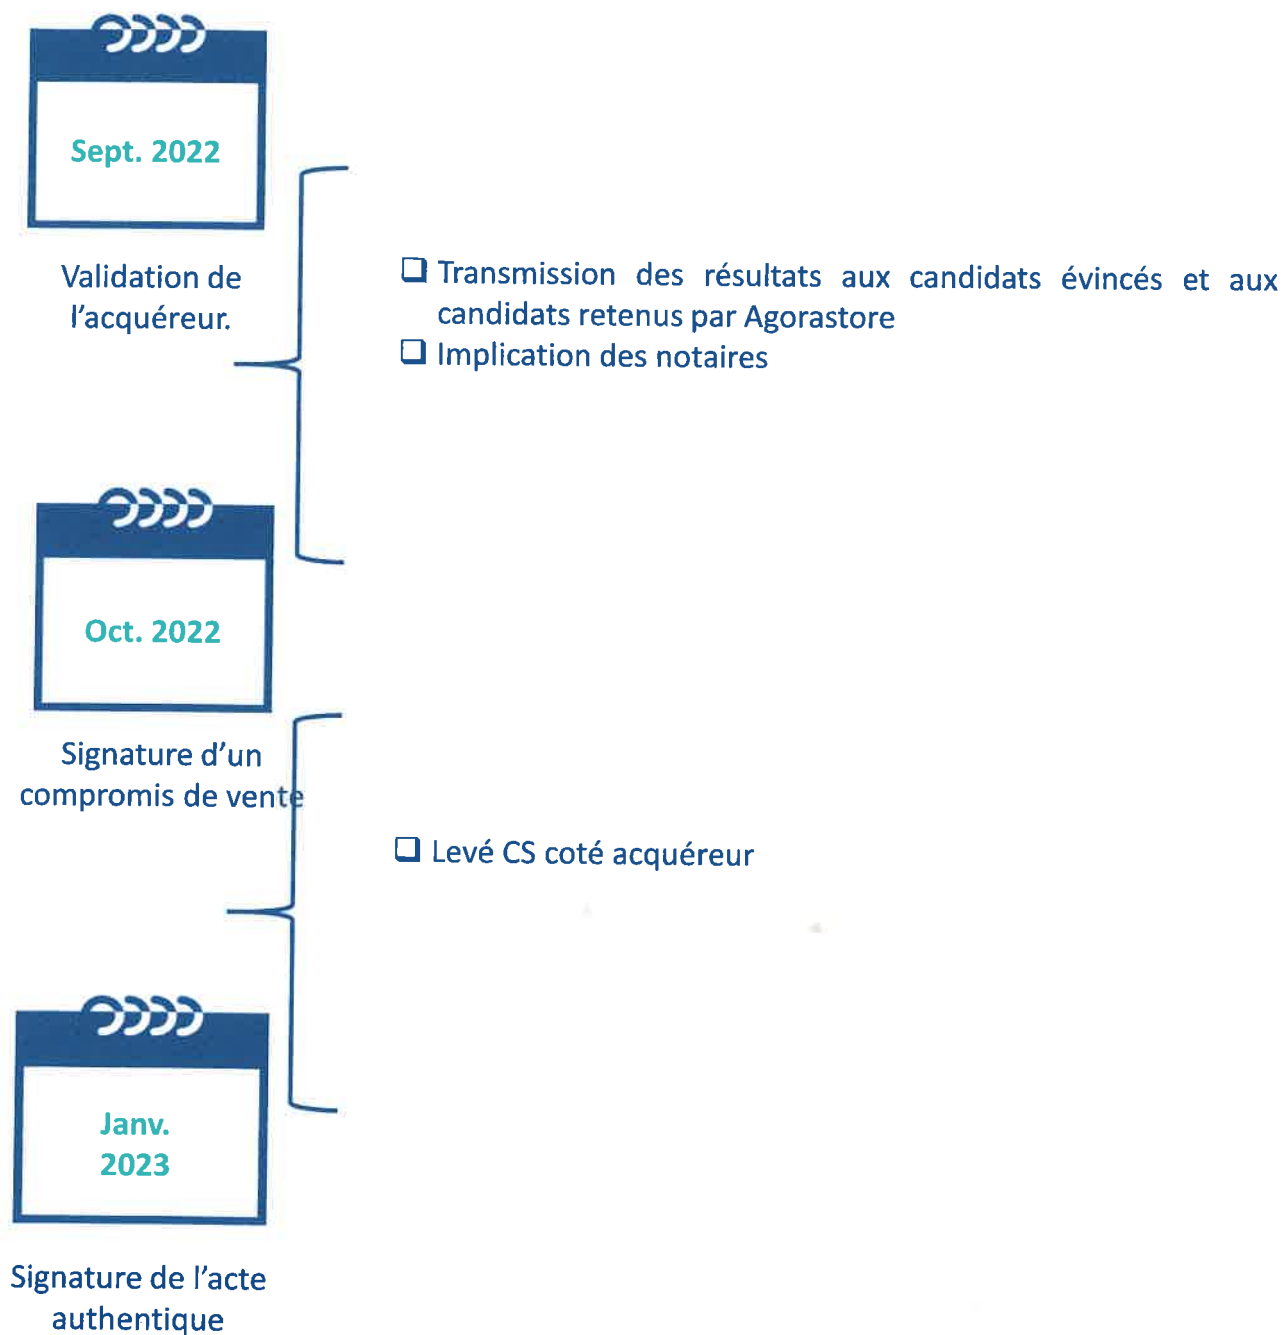 Sept. 2022
Validation de
l'acquéreur.
❑ Transmission des résultats aux candidats évincés et aux
candidats retenus par Agorastore
❑ Implication des notaires
Oct. 2022
Signature d'un
compromis de vente
❑ Levé CS coté acquéreur
Janv.
2023
Signature de l'acte
authentique